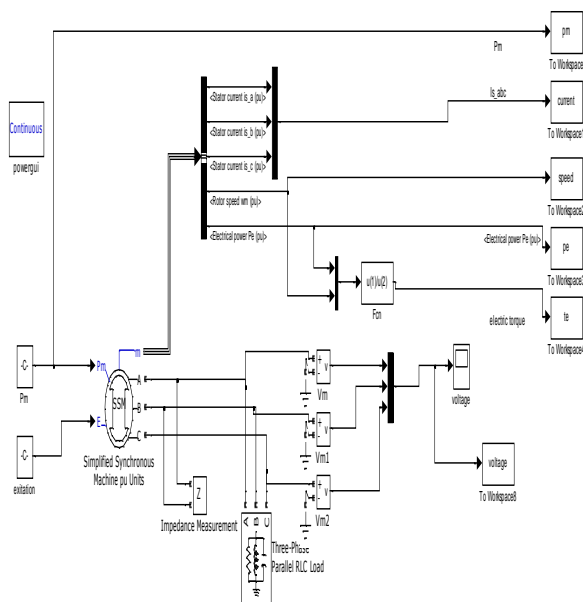 pm
Pm
To Workspace
Is_abc
current
To Workspace1
<Stator current is_a (pu)>
<Stator current is_b (pu)>
<Stator current is_c (pu)>
Continuous
powergui
speed
To Workspace2
<Rotor speed wm (pu)>
<Electrical power Pe (pu)>
<Electrical power Pe (pu)>
pe
To Workspace3
u(1)/u(2)
Fcn
electric torque
te
To Workspace4
-C-
Pm
Pm
m
A
SSM
B
E
C
-C-
exitation
Simplified Synchronous
Machine pu Units
Z
Impedance Measurement
+
-
v
Vm
+
-
v
Vm1
+
-
v
Vm2
voltage
voltage
To Workspace8
A
B
C
Three-Phase
Parallel RLC Load